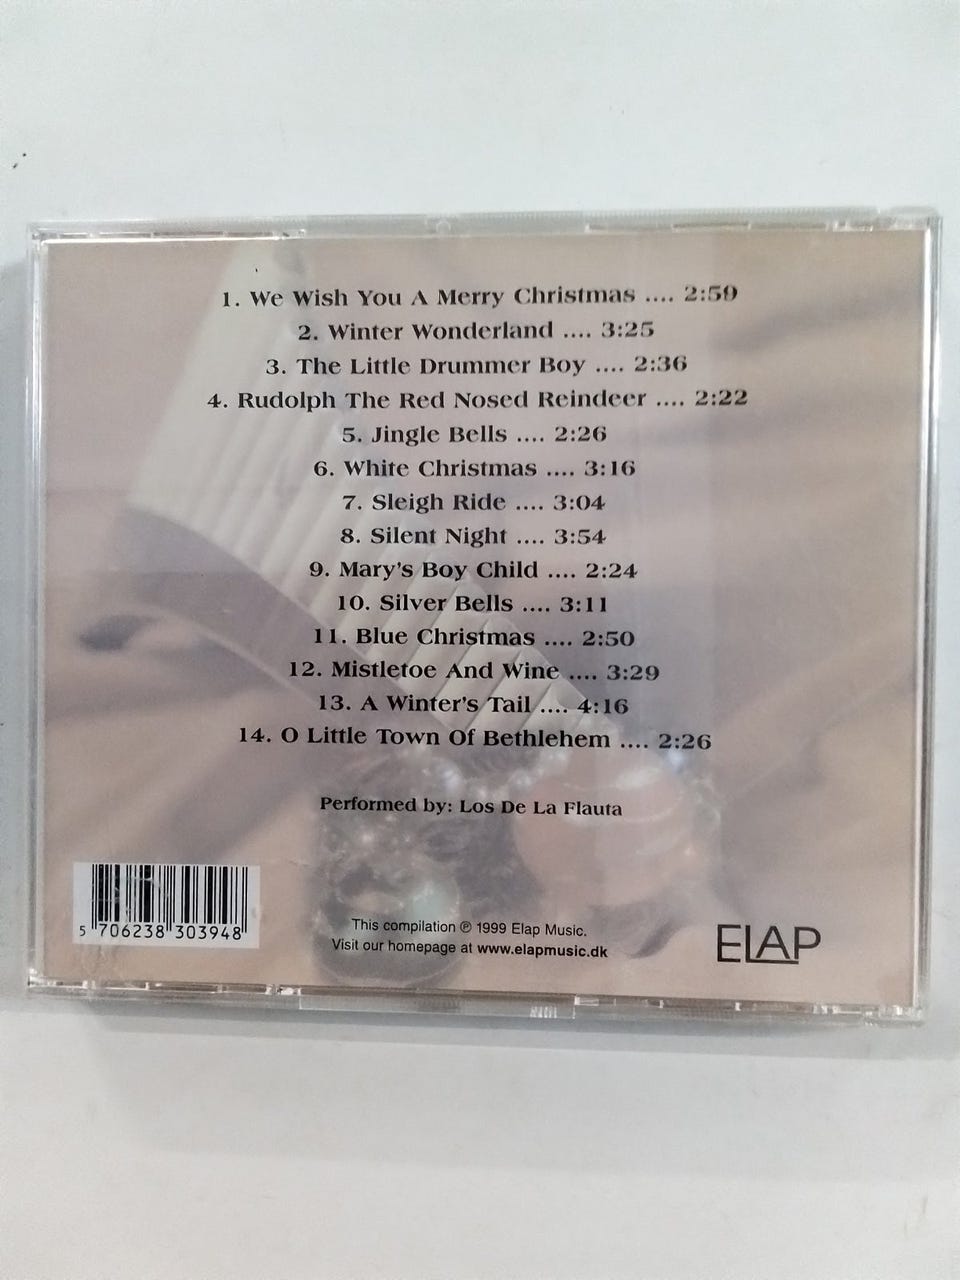 1. We Wish You A Merry Christmas .... 2:59
2. Winter Wonderland .... 3:25
3. The Little Drummer Boy .... 2:36
4. Rudolph The Red Nosed Reindeer .... 2:22
5. Jingle Bells .... 2:26
6. White Christmas .... 3:16
7. Sleigh Ride .... 3:04
8. Silent Night .... 3:54
9. Mary's Boy Child .... 2:24
10. Silver Bells .... 3:11
11. Blue Christmas .... 2:50
12. Mistletoe And Wine .... 3:29
13. A Winter's Tail .... 4:16
14. O Little Town Of Bethlehem .... 2:26
Performed by: Los De La Flauta
5 706238 303948
This compilation ℗ 1999 Elap Music.
Visit our homepage at www.elapmusic.dk
ELAP